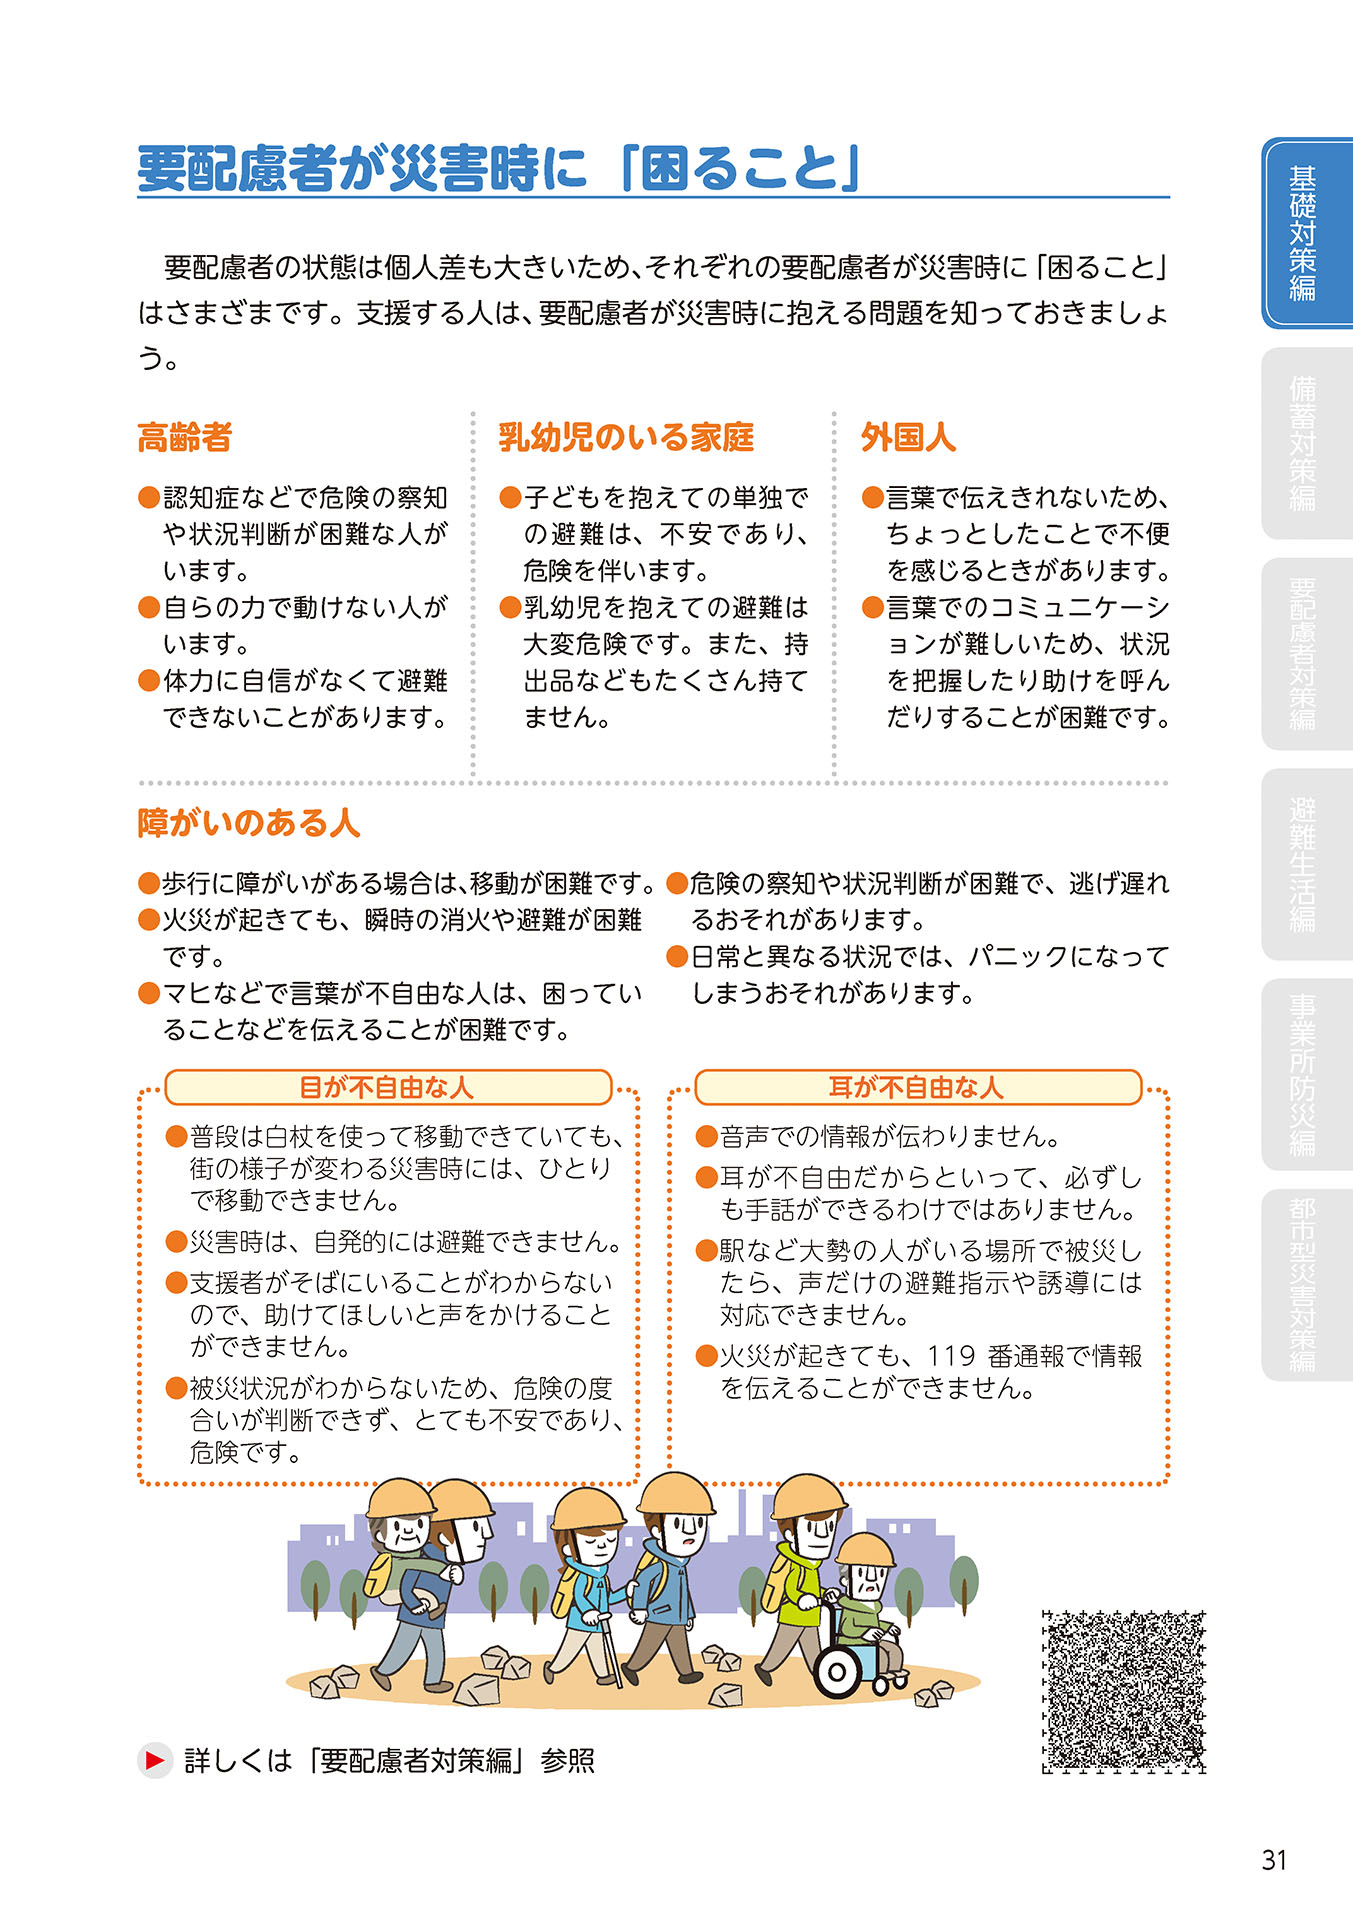 要配慮者が災害時に「困ること」
要配慮者の状態は個人差も大きいため、それぞれの要配慮者が災害時に「困ること」
はさまざまです。支援する人は、要配慮者が災害時に抱える問題を知っておきましょ
う。
高齢者
●認知症などで危険の察知
や状況判断が困難な人が
います。
●自らの力で動けない人が
います。
●体力に自信がなくて避難
できないことがあります。
乳幼児のいる家庭
●子どもを抱えての単独で
の避難は、不安であり、
危険を伴います。
●乳幼児を抱えての避難は
大変危険です。また、持
出品などもたくさん持て
ません。
外国人
●言葉で伝えきれないため、
ちょっとしたことで不便
を感じるときがあります。
●言葉でのコミュニケーシ
ョンが難しいため、状況
を把握したり助けを呼ん
だりすることが困難です。
障がいのある人
●歩行に障がいがある場合は、移動が困難です。
●火災が起きても、瞬時の消火や避難が困難
です。
●マヒなどで言葉が不自由な人は、困ってい
ることなどを伝えることが困難です。
●危険の察知や状況判断が困難で、逃げ遅れ
るおそれがあります。
●日常と異なる状況では、パニックになって
しまうおそれがあります。
目が不自由な人
●普段は白杖を使って移動できていても、
街の様子が変わる災害時には、ひとり
で移動できません。
●災害時は、自発的には避難できません。
●支援者がそばにいることがわからない
ので、助けてほしいと声をかけること
ができません。
●被災状況がわからないため、危険の度
合いが判断できず、とても不安であり、
危険です。
耳が不自由な人
●音声での情報が伝わりません。
●耳が不自由だからといって、必ずし
も手話ができるわけではありません。
●駅など大勢の人がいる場所で被災し
たら、声だけの避難指示や誘導には
対応できません。
●火災が起きても、119 番通報で情報
を伝えることができません。
▶ 詳しくは「要配慮者対策編」参照
基礎対策編
備蓄対策編
要配慮者対策編
避難生活編
事業所防災編
都市型災害対策編
31